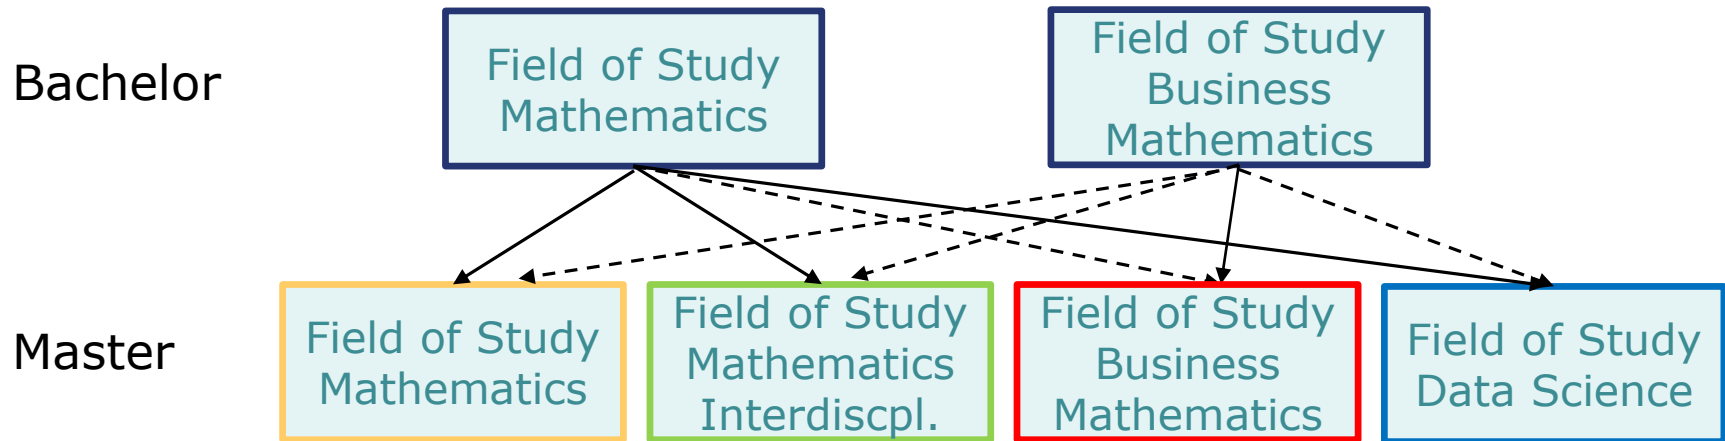 Bachelor
Field of Study
Mathematics
Field of Study
Business
Mathematics
Master
Field of Study
Mathematics
Field of Study
Mathematics
Interdiscpl.
Field of Study
Business
Mathematics
Field of Study
Data Science